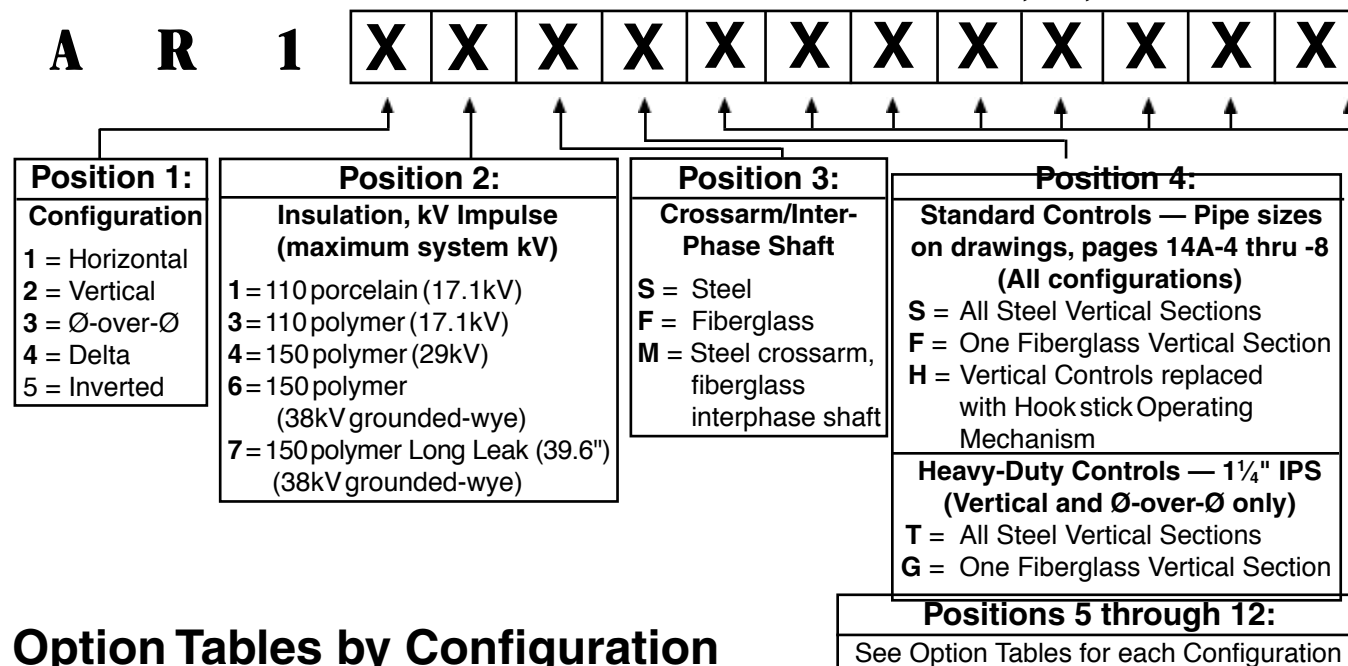 A R 1 X X X X X X X X X X X X
Position 1:
Configuration
1 = Horizontal
2 = Vertical
3 = Ø-over-Ø
4 = Delta
5 = Inverted
Position 2:
Insulation, kV Impulse
(maximum system kV)
1 = 110 porcelain (17.1kV)
3 = 110 polymer (17.1kV)
4 = 150 polymer (29kV)
6 = 150 polymer
(38kV grounded-wye)
7 = 150 polymer Long Leak (39.6")
(38kV grounded-wye)
Position 3:
Crossarm/Inter-
Phase Shaft
S = Steel
F = Fiberglass
M = Steel crossarm,
fiberglass
interphase shaft
Position 4:
Standard Controls — Pipe sizes
on drawings, pages 14A-4 thru -8
(All configurations)
S = All Steel Vertical Sections
F = One Fiberglass Vertical Section
H = Vertical Controls replaced
with Hookstick Operating
Mechanism
Heavy-Duty Controls — 1¼" IPS
(Vertical and Ø-over-Ø only)
T = All Steel Vertical Sections
G = One Fiberglass Vertical Section
Positions 5 through 12:
See Option Tables for each Configuration
Option Tables by Configuration